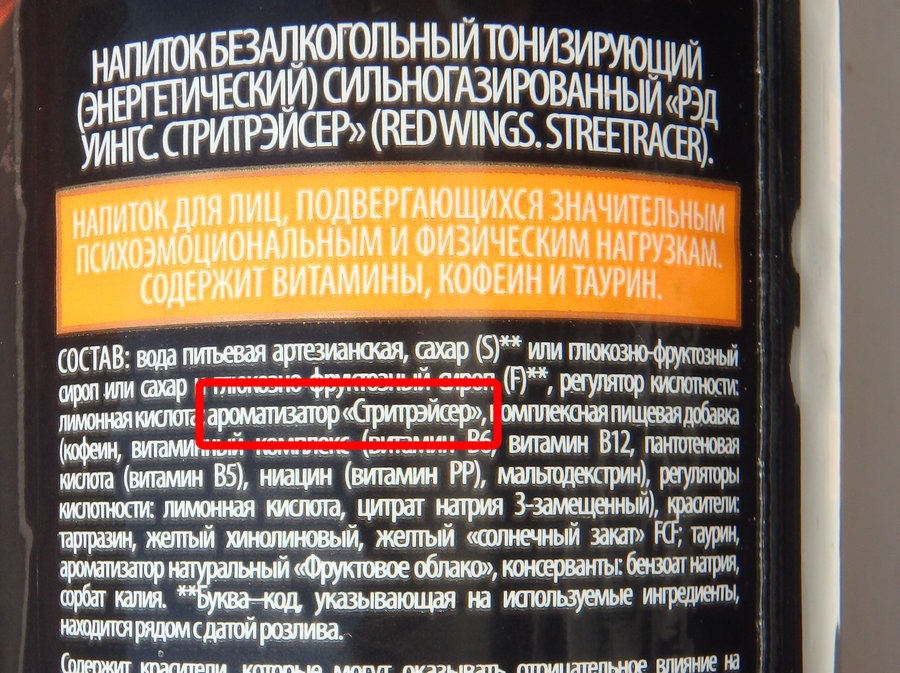 НАПИТОК БЕЗАЛКОГОЛЬНЫЙ ТОНИЗИРУЮЩИЙ
(ЭНЕРГЕТИЧЕСКИЙ) СИЛЬНОГАЗИРОВАННЫЙ «РЭД
УИНГС. СТРИТРЭЙСЕР» (RED WINGS. STREETRACER).
НАПИТОК ДЛЯ ЛИЦ, ПОДВЕРГАЮЩИХСЯ ЗНАЧИТЕЛЬНЫМ
ПСИХОЭМОЦИОНАЛЬНЫМ И ФИЗИЧЕСКИМ НАГРУЗКАМ.
СОДЕРЖИТ ВИТАМИНЫ, КОФЕИН И ТАУРИН.
СОСТАВ: вода питьевая артезианская, сахар (S)** или глюкозно-фруктозный
сироп или сахар и глюкозно-фруктозный сироп (F)**, регулятор кислотности:
лимонная кислота, ароматизатор «Стритрэйсер», комплексная пищевая добавка
(кофеин, витаминный комплекс (витамин В6, витамин В12, пантотеновая
кислота (витамин В5), ниацин (витамин РР), мальтодекстрин), регуляторы
кислотности: лимонная кислота, цитрат натрия 3-замещенный), красители:
тартразин, желтый хинолиновый, желтый «солнечный закат» FCF; таурин,
ароматизатор натуральный «Фруктовое облако», консерванты: бензоат натрия,
сорбат калия. **Буква–код, указывающая на используемые ингредиенты,
находится рядом с датой розлива.
Содержит красители, которые могут оказывать отрицательное влияние на